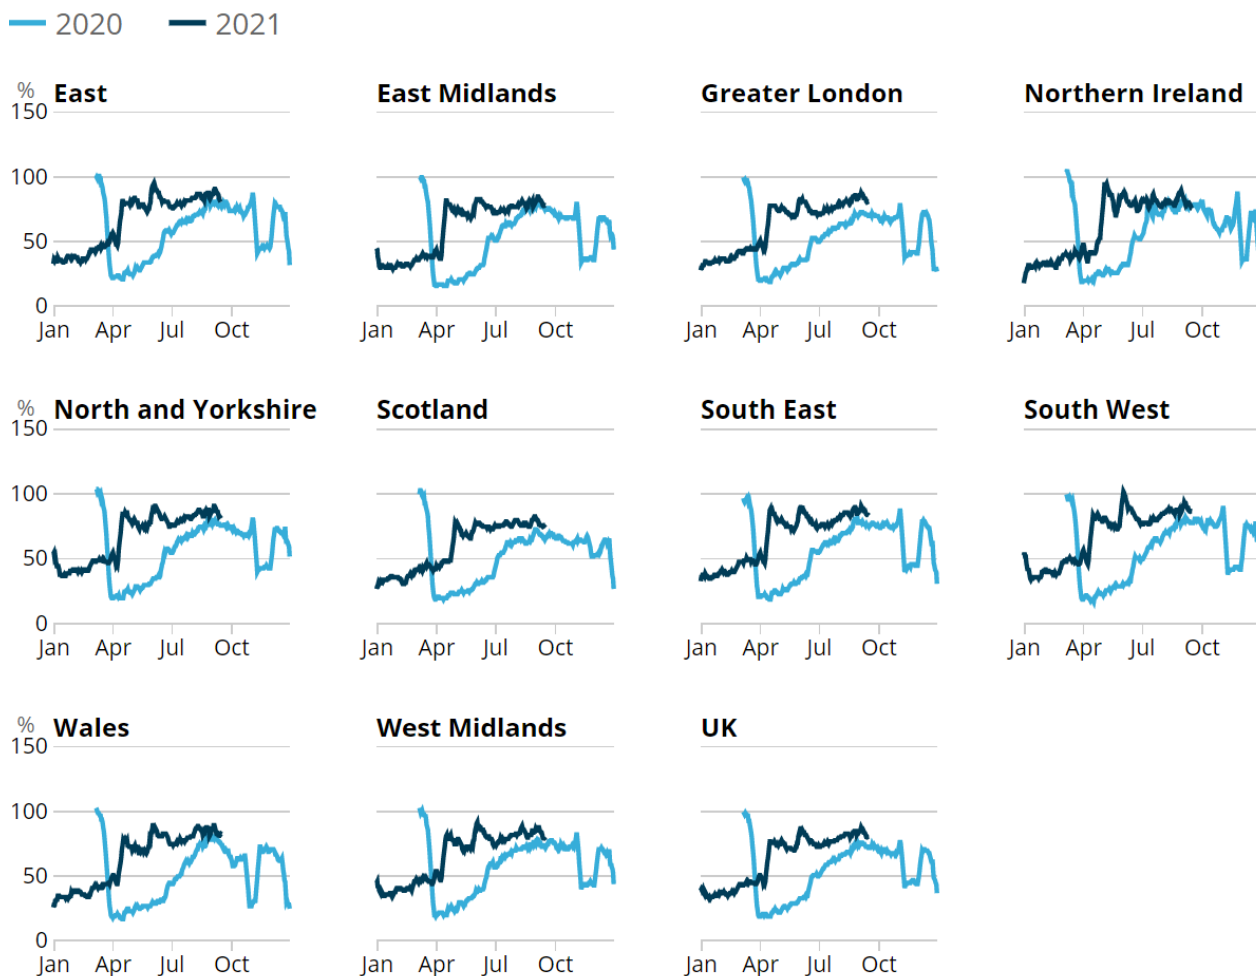 2020 2021
% East East Midlands Greater London Northern Ireland
150
100
50
0
Jan Apr Jul Oct Jan Apr Jul Oct Jan Apr Jul Oct Jan Apr Jul Oct
% North and Yorkshire Scotland South East South West
150
100
50
0
Jan Apr Jul Oct Jan Apr Jul Oct Jan Apr Jul Oct Jan Apr Jul Oct
% Wales West Midlands UK
150
100
50
0
Jan Apr Jul Oct Jan Apr Jul Oct Jan Apr Jul Oct